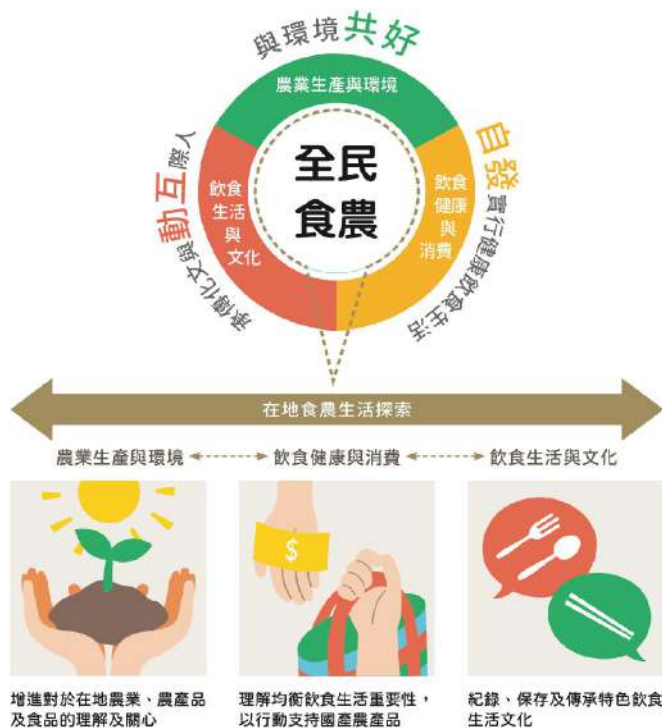 與環境共好
農業生產與環境
人際互動與文化傳承
飲食
生活
與
文化
全民
食農
飲食
健康
與
消費
自發實行健康飲食生活
在地食農生活探索
農業生產與環境
飲食健康與消費
飲食生活與文化
$
增進對於在地農業、農產品
及食品的理解及關心
理解均衡飲食生活重要性，
以行動支持國產農產品
紀錄、保存及傳承特色飲食
生活文化